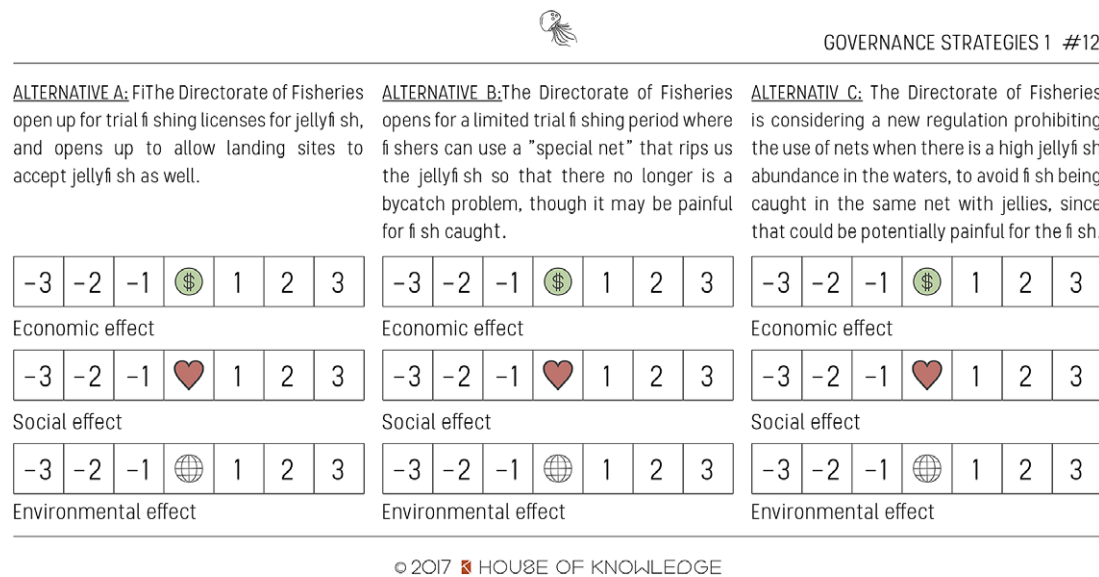 GOVERNANCE STRATEGIES 1 #12
ALTERNATIVE A: FiThe Directorate of Fisheries
open up for trial fi shing licenses for jellyfi sh,
and opens up to allow landing sites to
accept jellyfi sh as well.
ALTERNATIVE B:The Directorate of Fisheries
opens for a limited trial fi shing period where
fi shers can use a "special net" that rips us
the jellyfi sh so that there no longer is a
bycatch problem, though it may be painful
for fi sh caught.
ALTERNATIV C: The Directorate of Fisheries
is considering a new regulation prohibiting
the use of nets when there is a high jellyfi sh
abundance in the waters, to avoid fi sh being
caught in the same net with jellies, since
that could be potentially painful for the fi sh.
-3 -2 -1 $ 1 2 3
Economic effect
-3 -2 -1 1 2 3
Social effect
-3 -2 -1 1 2 3
Environmental effect
-3 -2 -1 $ 1 2 3
Economic effect
-3 -2 -1 1 2 3
Social effect
-3 -2 -1 1 2 3
Environmental effect
-3 -2 -1 $ 1 2 3
Economic effect
-3 -2 -1 1 2 3
Social effect
-3 -2 -1 1 2 3
Environmental effect
© 2017 HOUSE OF KNOWLEDGE